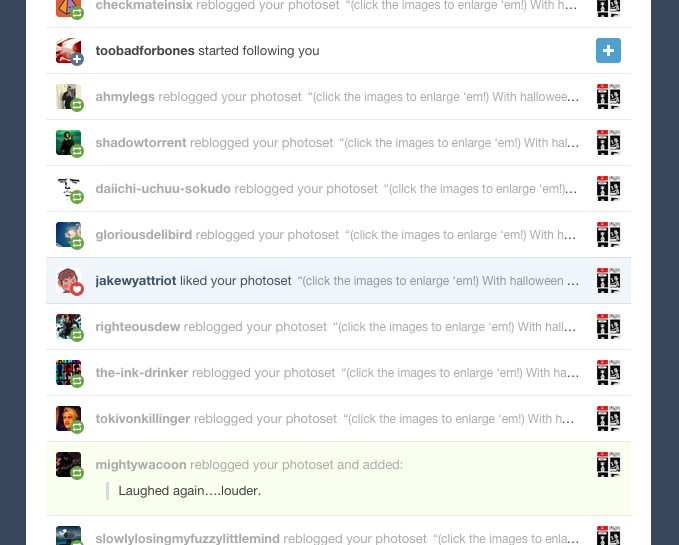 checkmateinsix reblogged your photoset “(click the images to enlarge ‘em!) With h…
toobadforbones started following you
ahmylegs reblogged your photoset “(click the images to enlarge ‘em!) With hallowee…
shadowtorrent reblogged your photoset “(click the images to enlarge ‘em!) With hal…
daiichi-uchuu-sokudo reblogged your photoset “(click the images to enlarge ‘em!)…
gloriousdelibird reblogged your photoset “(click the images to enlarge ‘em!) With h…
jakewyattriot liked your photoset “(click the images to enlarge ‘em!) With halloween …
righteousdew reblogged your photoset “(click the images to enlarge ‘em!) With hall…
the-ink-drinker reblogged your photoset “(click the images to enlarge ‘em!) With ha…
tokivonkillinger reblogged your photoset “(click the images to enlarge ‘em!) With h…
mightywacoon reblogged your photoset and added:
Laughed again….louder.
slowlylosingmyfuzzylittlemind reblogged your photoset “(click the images to enla…